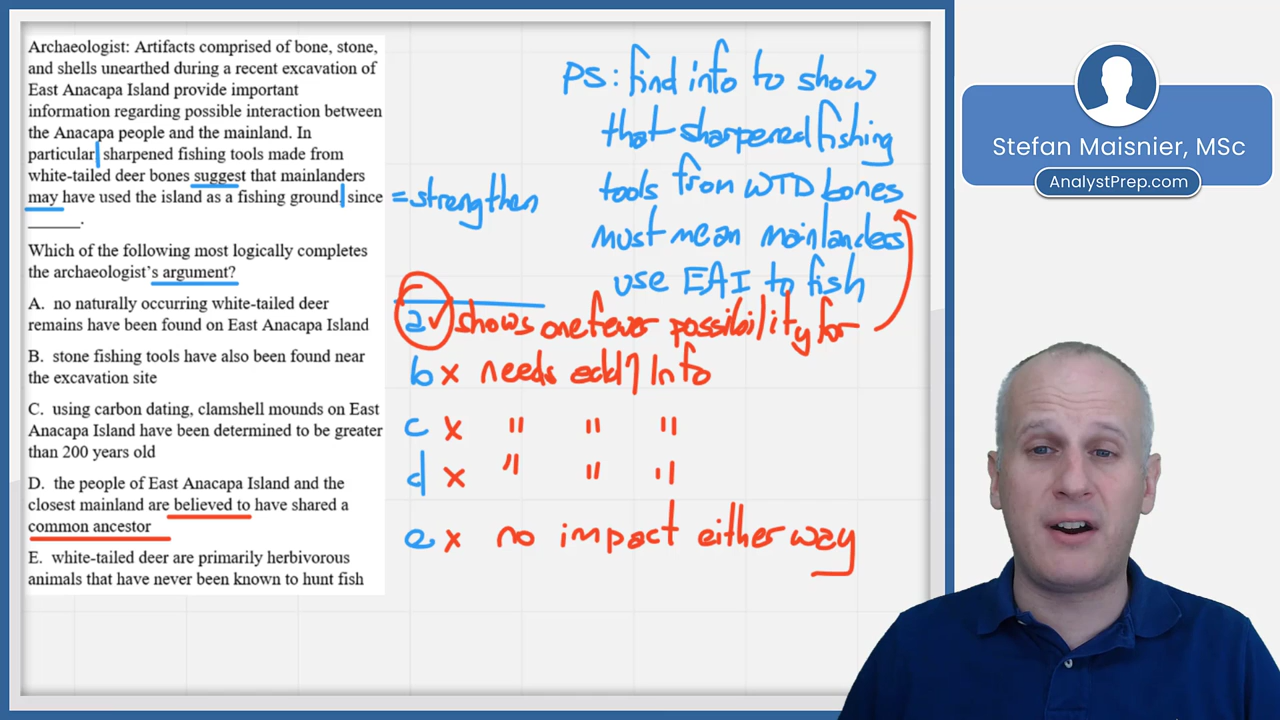 Archaeologist: Artifacts comprised of bone, stone,
and shells unearthed during a recent excavation of
East Anacapa Island provide important
information regarding possible interaction between
the Anacapa people and the mainland. In
particular, sharpened fishing tools made from
white-tailed deer bones suggest that mainlanders
may have used the island as a fishing ground, since
______.
Which of the following most logically completes
the archaeologist's argument?
A. no naturally occurring white-tailed deer
remains have been found on East Anacapa Island
B. stone fishing tools have also been found near
the excavation site
C. using carbon dating, clamshell mounds on East
Anacapa Island have been determined to be greater
than 200 years old
D. the people of East Anacapa Island and the
closest mainland are believed to have shared a
common ancestor
E. white-tailed deer are primarily herbivorous
animals that have never been known to hunt fish
= strengthen
PS: find info to show
that sharpened fishing
tools from WTD bones
must mean mainlanders
use EAI to fish
a ✓ shows one fewer possibility for
b x needs add'l Info
c x " " "
d x " " "
e x no impact either way
Stefan Maisnier, MSc
AnalystPrep.com